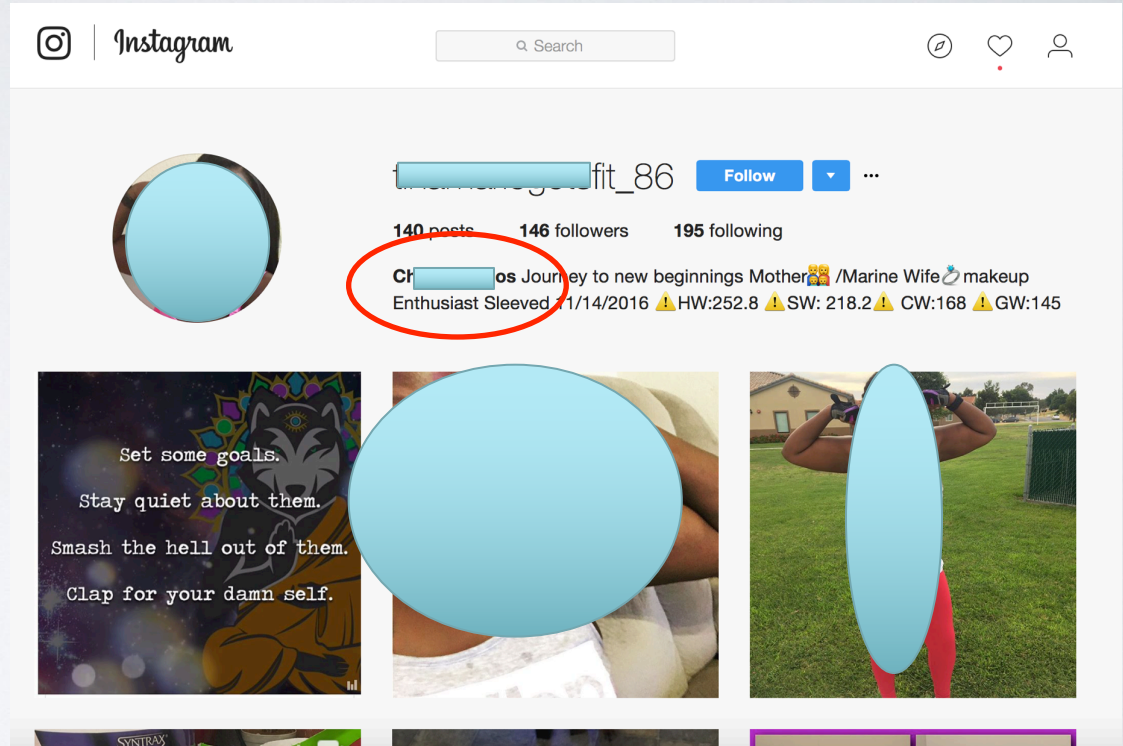 Instagram
Search
fit_86 Follow
140 posts 146 followers 195 following
Ch os Journey to new beginnings Mother /Marine Wife makeup
Enthusiast Sleeved 11/14/2016 ⚠HW:252.8 ⚠SW: 218.2⚠ CW:168 ⚠GW:145
Set some goals.
Stay quiet about them.
Smash the hell out of them.
Clap for your damn self.
SYNTRAX